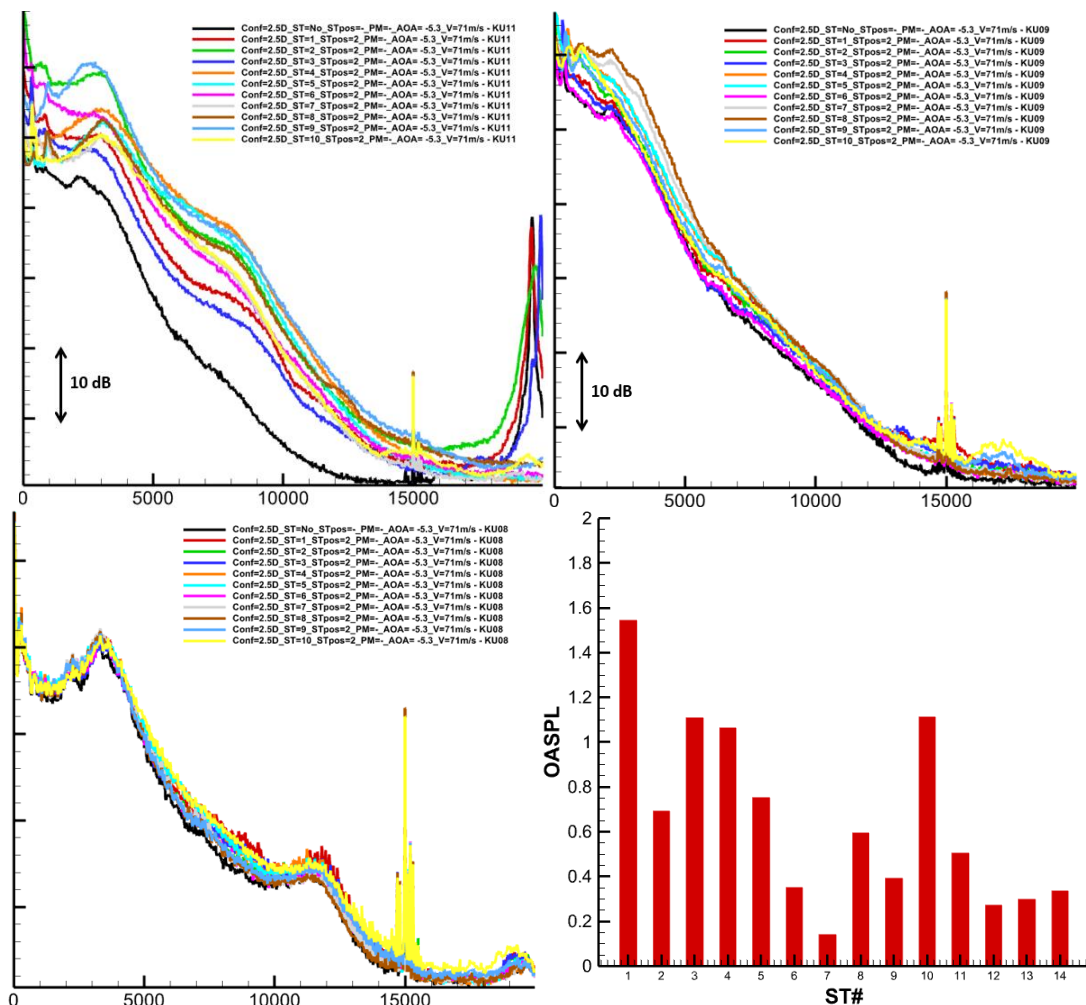 Conf=2.5D_ST=No_STpos=-_PM=-_AOA= -5.3_V=71m/s - KU11
Conf=2.5D_ST=1_STpos=2_PM=-_AOA= -5.3_V=71m/s - KU11
Conf=2.5D_ST=2_STpos=2_PM=-_AOA= -5.3_V=71m/s - KU11
Conf=2.5D_ST=3_STpos=2_PM=-_AOA= -5.3_V=71m/s - KU11
Conf=2.5D_ST=4_STpos=2_PM=-_AOA= -5.3_V=71m/s - KU11
Conf=2.5D_ST=5_STpos=2_PM=-_AOA= -5.3_V=71m/s - KU11
Conf=2.5D_ST=6_STpos=2_PM=-_AOA= -5.3_V=71m/s - KU11
Conf=2.5D_ST=7_STpos=2_PM=-_AOA= -5.3_V=71m/s - KU11
Conf=2.5D_ST=8_STpos=2_PM=-_AOA= -5.3_V=71m/s - KU11
Conf=2.5D_ST=9_STpos=2_PM=-_AOA= -5.3_V=71m/s - KU11
Conf=2.5D_ST=10_STpos=2_PM=-_AOA= -5.3_V=71m/s - KU11
10 dB
0 5000 10000 15000
Conf=2.5D_ST=No_STpos=-_PM=-_AOA= -5.3_V=71m/s - KU09
Conf=2.5D_ST=1_STpos=2_PM=-_AOA= -5.3_V=71m/s - KU09
Conf=2.5D_ST=2_STpos=2_PM=-_AOA= -5.3_V=71m/s - KU09
Conf=2.5D_ST=3_STpos=2_PM=-_AOA= -5.3_V=71m/s - KU09
Conf=2.5D_ST=4_STpos=2_PM=-_AOA= -5.3_V=71m/s - KU09
Conf=2.5D_ST=5_STpos=2_PM=-_AOA= -5.3_V=71m/s - KU09
Conf=2.5D_ST=6_STpos=2_PM=-_AOA= -5.3_V=71m/s - KU09
Conf=2.5D_ST=7_STpos=2_PM=-_AOA= -5.3_V=71m/s - KU09
Conf=2.5D_ST=8_STpos=2_PM=-_AOA= -5.3_V=71m/s - KU09
Conf=2.5D_ST=9_STpos=2_PM=-_AOA= -5.3_V=71m/s - KU09
Conf=2.5D_ST=10_STpos=2_PM=-_AOA= -5.3_V=71m/s - KU09
10 dB
0 5000 10000 15000
Conf=2.5D_ST=No_STpos=-_PM=-_AOA= -5.3_V=71m/s - KU08
Conf=2.5D_ST=1_STpos=2_PM=-_AOA= -5.3_V=71m/s - KU08
Conf=2.5D_ST=2_STpos=2_PM=-_AOA= -5.3_V=71m/s - KU08
Conf=2.5D_ST=3_STpos=2_PM=-_AOA= -5.3_V=71m/s - KU08
Conf=2.5D_ST=4_STpos=2_PM=-_AOA= -5.3_V=71m/s - KU08
Conf=2.5D_ST=5_STpos=2_PM=-_AOA= -5.3_V=71m/s - KU08
Conf=2.5D_ST=6_STpos=2_PM=-_AOA= -5.3_V=71m/s - KU08
Conf=2.5D_ST=7_STpos=2_PM=-_AOA= -5.3_V=71m/s - KU08
Conf=2.5D_ST=8_STpos=2_PM=-_AOA= -5.3_V=71m/s - KU08
Conf=2.5D_ST=9_STpos=2_PM=-_AOA= -5.3_V=71m/s - KU08
Conf=2.5D_ST=10_STpos=2_PM=-_AOA= -5.3_V=71m/s - KU08
0 5000 10000 15000
2
1.8
1.6
1.4
1.2
1
0.8
0.6
0.4
0.2
0
OASPL
1 2 3 4 5 6 7 8 9 10 11 12 13 14
ST#